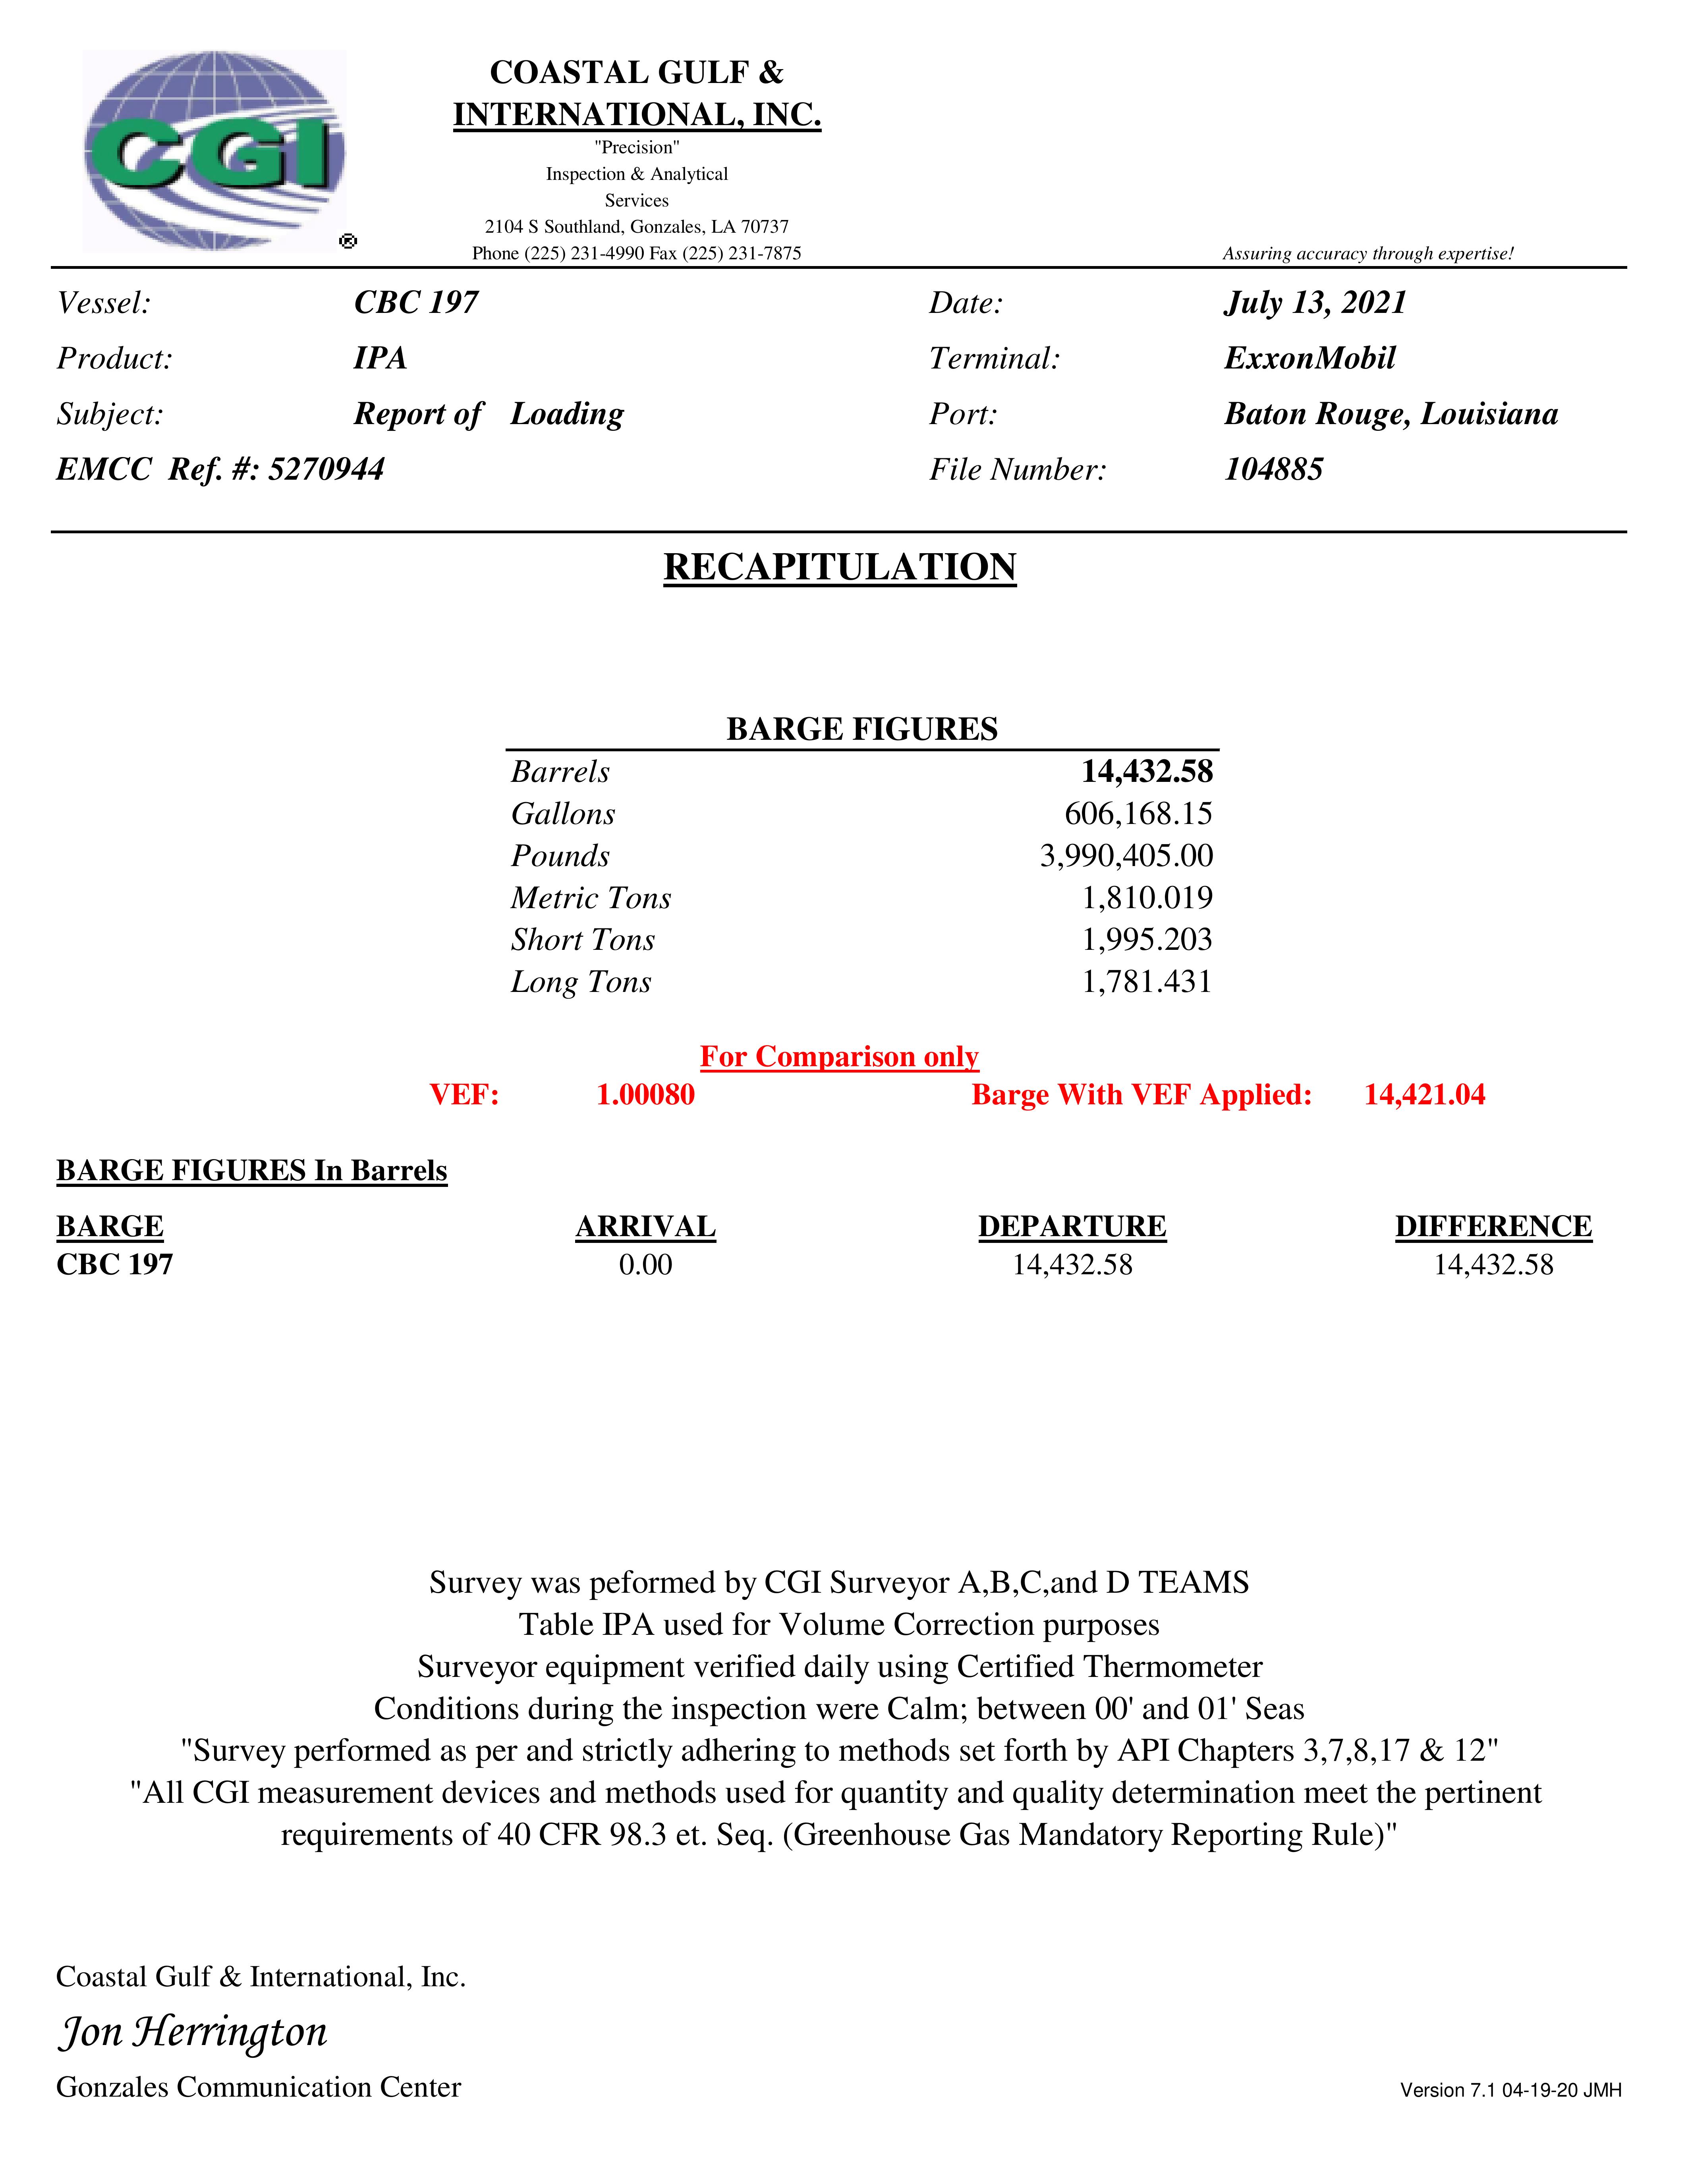 CGI
®
COASTAL GULF &
INTERNATIONAL, INC.
"Precision"
Inspection & Analytical
Services
2104 S Southland, Gonzales, LA 70737
Phone (225) 231-4990 Fax (225) 231-7875
Assuring accuracy through expertise!
Vessel: CBC 197 Date: July 13, 2021
Product: IPA Terminal: ExxonMobil
Subject: Report of Loading Port: Baton Rouge, Louisiana
EMCC Ref. #: 5270944 File Number: 104885
RECAPITULATION
BARGE FIGURES
Barrels 14,432.58
Gallons 606,168.15
Pounds 3,990,405.00
Metric Tons 1,810.019
Short Tons 1,995.203
Long Tons 1,781.431
For Comparison only
VEF: 1.00080 Barge With VEF Applied: 14,421.04
BARGE FIGURES In Barrels
BARGE ARRIVAL DEPARTURE DIFFERENCE
CBC 197 0.00 14,432.58 14,432.58
Survey was peformed by CGI Surveyor A,B,C,and D TEAMS
Table IPA used for Volume Correction purposes
Surveyor equipment verified daily using Certified Thermometer
Conditions during the inspection were Calm; between 00' and 01' Seas
"Survey performed as per and strictly adhering to methods set forth by API Chapters 3,7,8,17 & 12"
"All CGI measurement devices and methods used for quantity and quality determination meet the pertinent
requirements of 40 CFR 98.3 et. Seq. (Greenhouse Gas Mandatory Reporting Rule)"
Coastal Gulf & International, Inc.
Jon Herrington
Gonzales Communication Center
Version 7.1 04-19-20 JMH